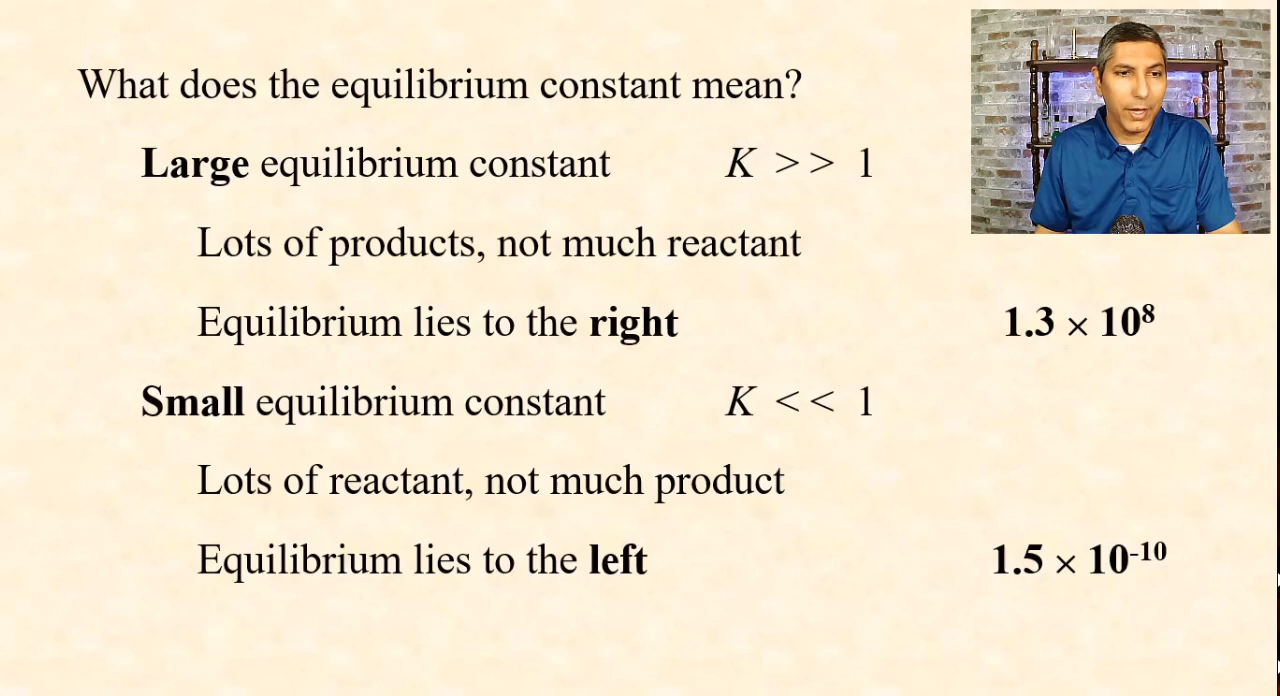 What does the equilibrium constant mean?
Large equilibrium constant K >> 1
Lots of products, not much reactant
Equilibrium lies to the right 1.3 × 10⁸
Small equilibrium constant K << 1
Lots of reactant, not much product
Equilibrium lies to the left 1.5 × 10⁻¹⁰